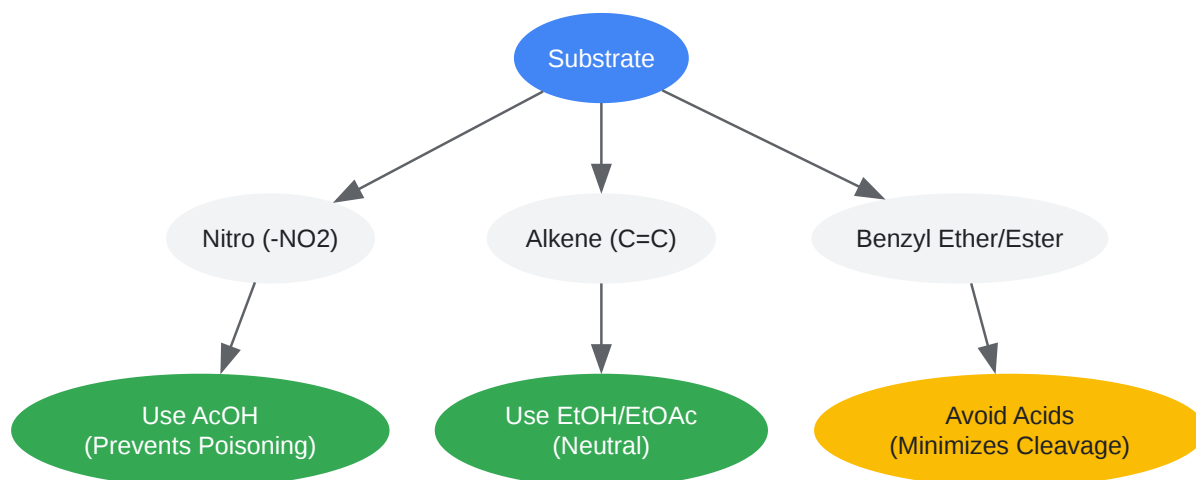 Substrate
Nitro (-NO2)
Alkene (C=C)
Benzyl Ether/Ester
Use AcOH
(Prevents Poisoning)
Use EtOH/EtOAc
(Neutral)
Avoid Acids
(Minimizes Cleavage)